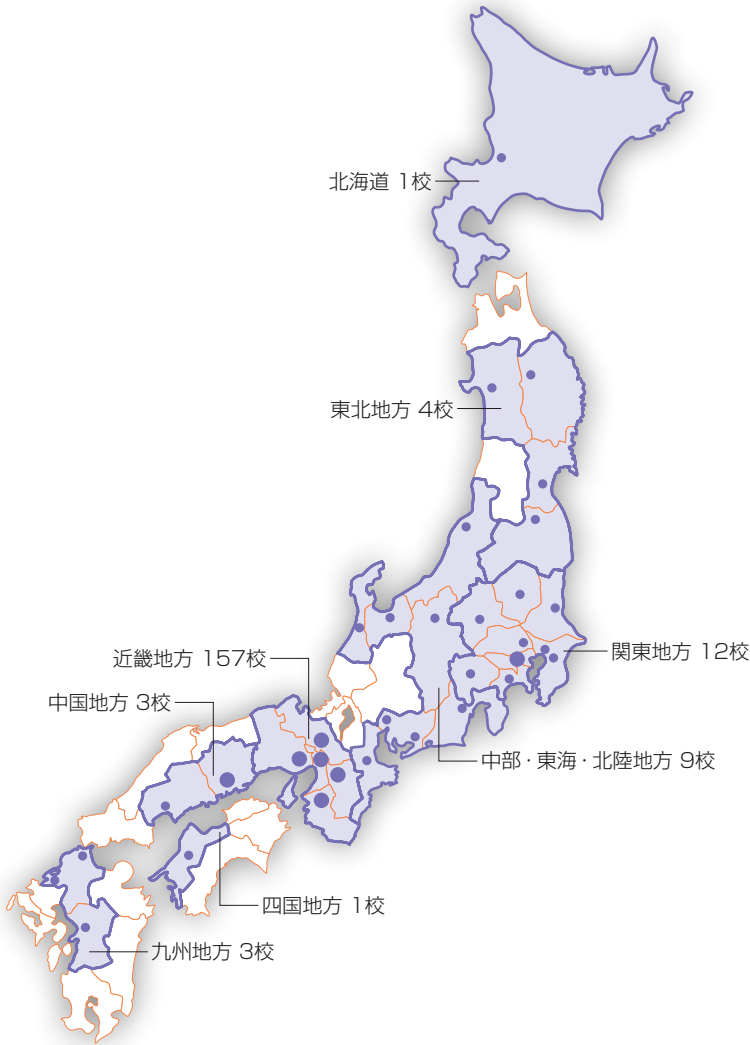 北海道 1校
東北地方 4校
関東地方 12校
近畿地方 157校
中国地方 3校
中部・東海・北陸地方 9校
四国地方 1校
九州地方 3校